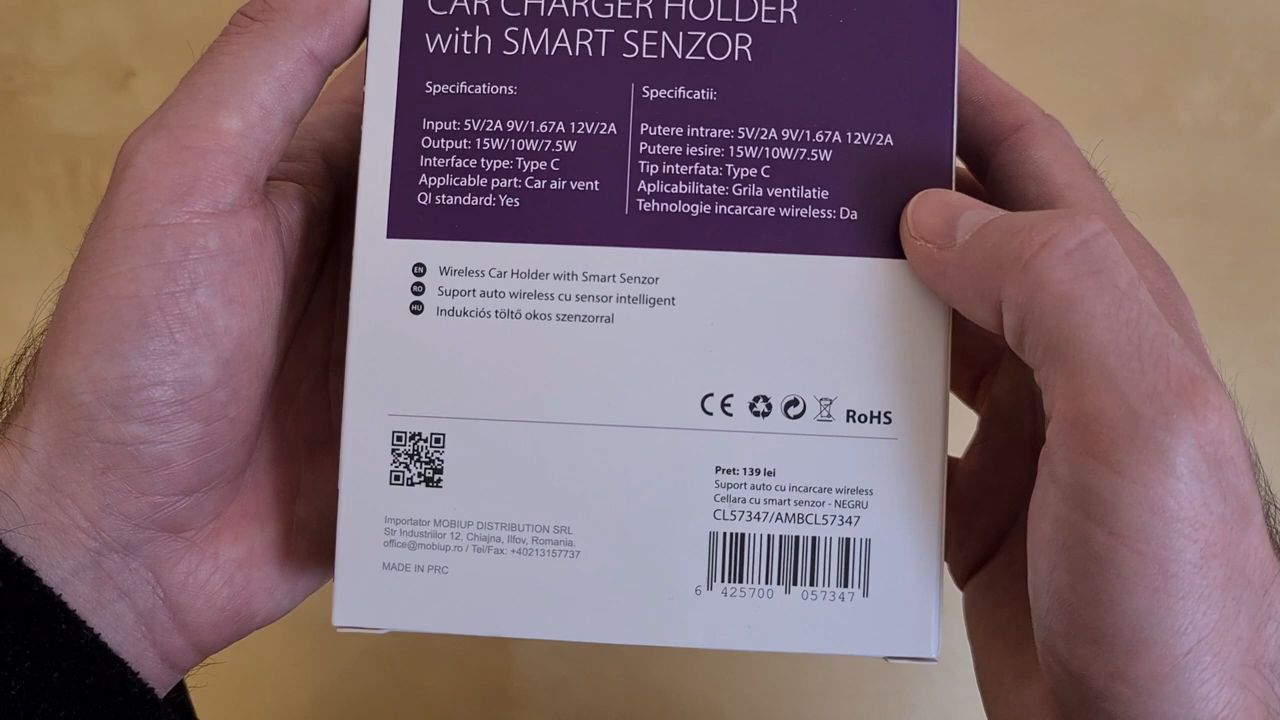 CAR CHARGER HOLDER
with SMART SENZOR
Specifications:
Input: 5V/2A 9V/1.67A 12V/2A
Output: 15W/10W/7.5W
Interface type: Type C
Applicable part: Car air vent
QI standard: Yes
Specificatii:
Putere intrare: 5V/2A 9V/1.67A 12V/2A
Putere iesire: 15W/10W/7.5W
Tip interfata: Type C
Aplicabilitate: Grila ventilatie
Tehnologie incarcare wireless: Da
EN Wireless Car Holder with Smart Senzor
RO Suport auto wireless cu sensor intelligent
HU Indukciós töltő okos szenzorral
CE RoHS
Importator MOBIUP DISTRIBUTION SRL
Str Industriilor 12, Chiajna, Ilfov, Romania.
office@mobiup.ro / Tel/Fax: +40213157737
MADE IN PRC
Pret: 139 lei
Suport auto cu incarcare wireless
Cellara cu smart senzor - NEGRU
CL57347/AMBCL57347
6 425700 057347